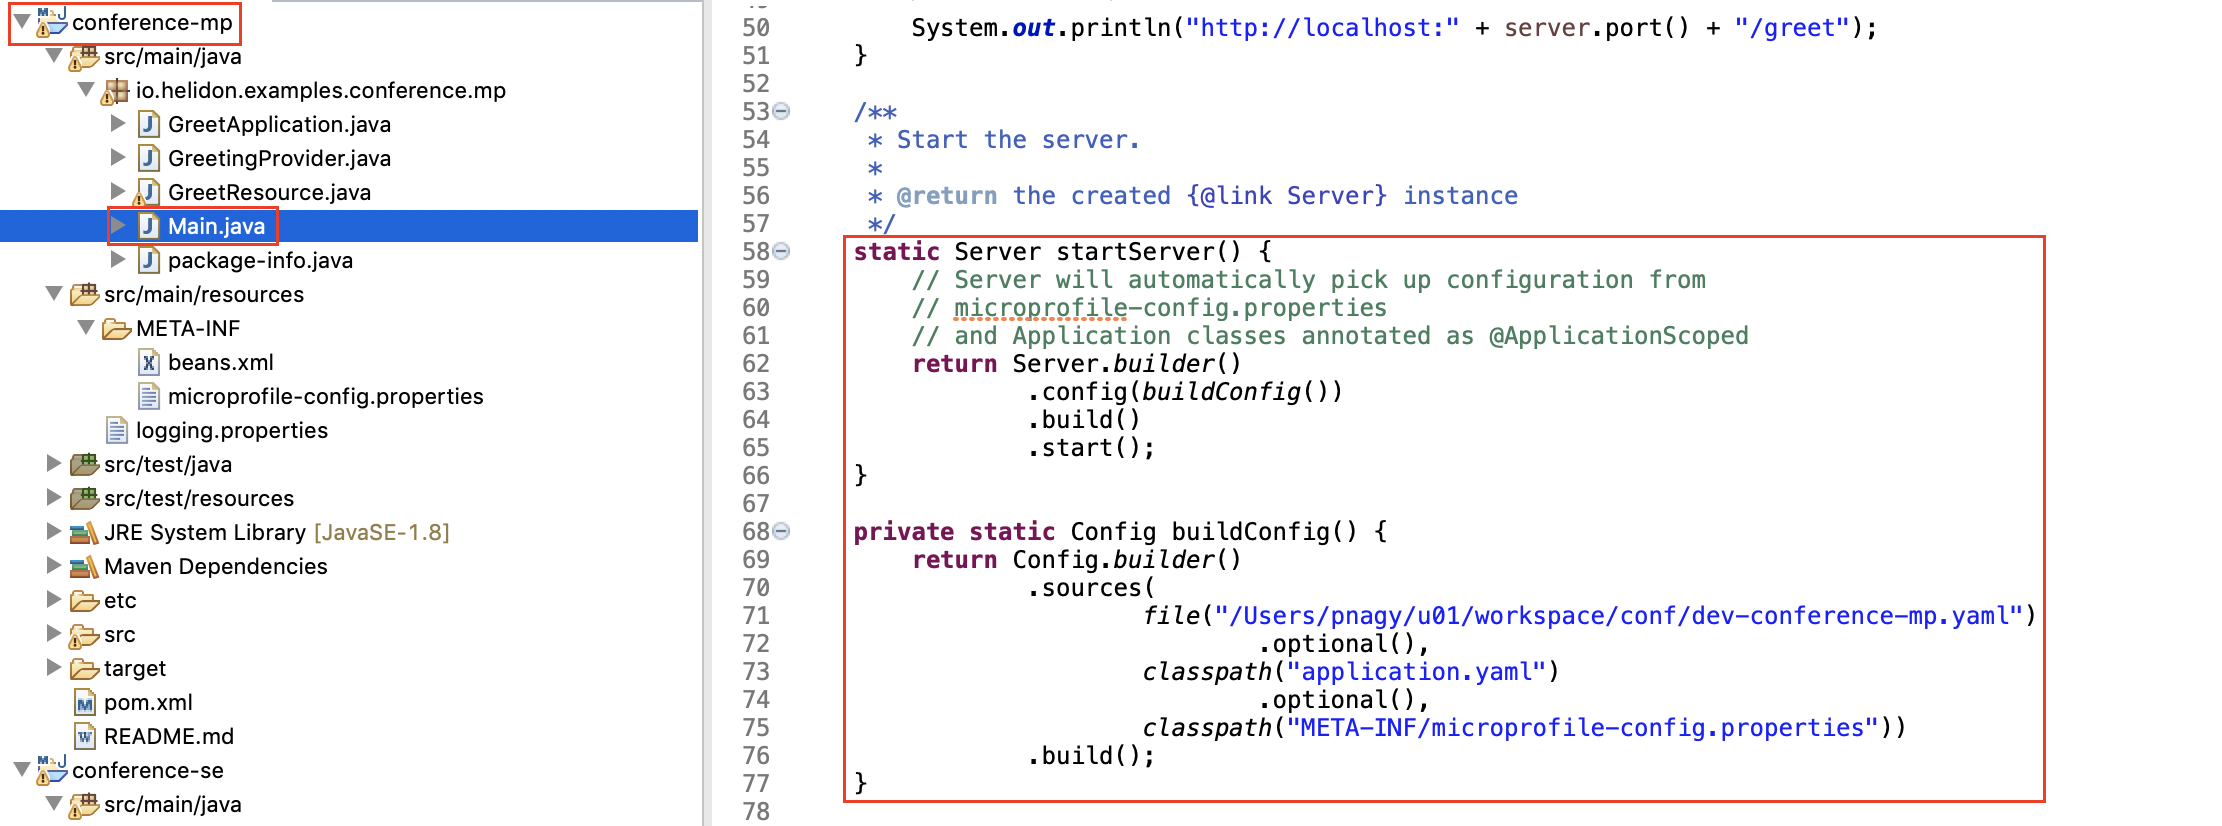 conference-mp
src/main/java
io.helidon.examples.conference.mp
GreetApplication.java
GreetingProvider.java
GreetResource.java
Main.java
package-info.java
src/main/resources
META-INF
beans.xml
microprofile-config.properties
logging.properties
src/test/java
src/test/resources
JRE System Library [JavaSE-1.8]
Maven Dependencies
etc
src
target
pom.xml
README.md
conference-se
src/main/java
50 System.out.println("http://localhost:" + server.port() + "/greet");
51 }
52
53 /**
54 * Start the server.
55 *
56 * @return the created {@link Server} instance
57 */
58 static Server startServer() {
59 // Server will automatically pick up configuration from
60 // microprofile-config.properties
61 // and Application classes annotated as @ApplicationScoped
62 return Server.builder()
63 .config(buildConfig())
64 .build()
65 .start();
66 }
67
68 private static Config buildConfig() {
69 return Config.builder()
70 .sources(
71 file("/Users/pnagy/u01/workspace/conf/dev-conference-mp.yaml")
72 .optional(),
73 classpath("application.yaml")
74 .optional(),
75 classpath("META-INF/microprofile-config.properties"))
76 .build();
77 }
78